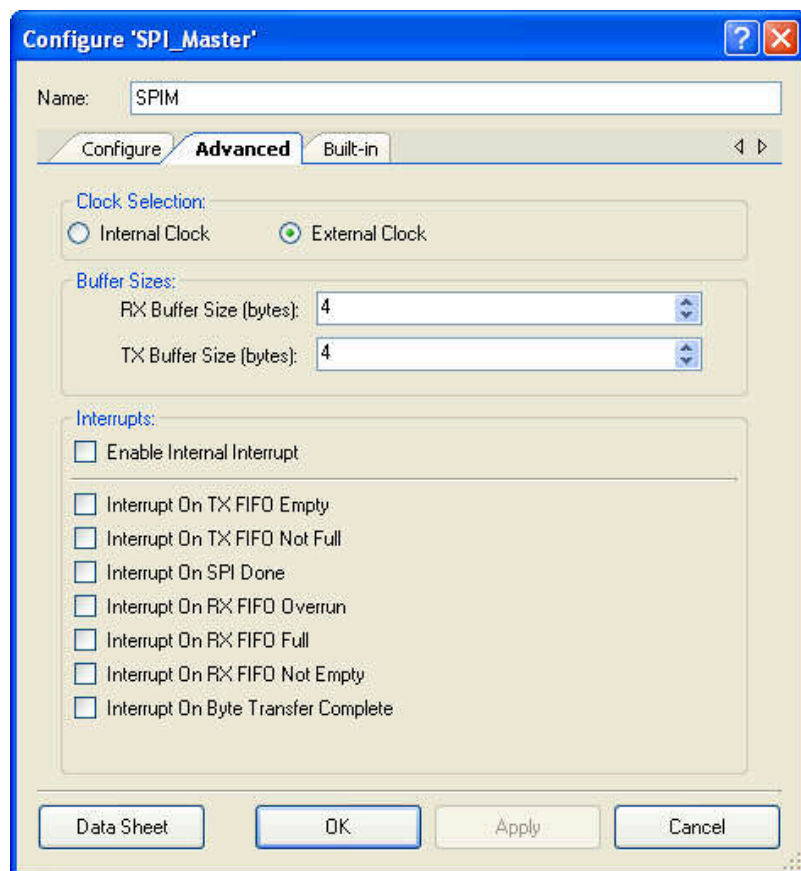 Configure 'SPI_Master'
Name: SPIM
Configure Advanced Built-in
Clock Selection:
Internal Clock External Clock
Buffer Sizes:
RX Buffer Size (bytes): 4
TX Buffer Size (bytes): 4
Interrupts:
Enable Internal Interrupt
Interrupt On TX FIFO Empty
Interrupt On TX FIFO Not Full
Interrupt On SPI Done
Interrupt On RX FIFO Overrun
Interrupt On RX FIFO Full
Interrupt On RX FIFO Not Empty
Interrupt On Byte Transfer Complete
Data Sheet OK Apply Cancel